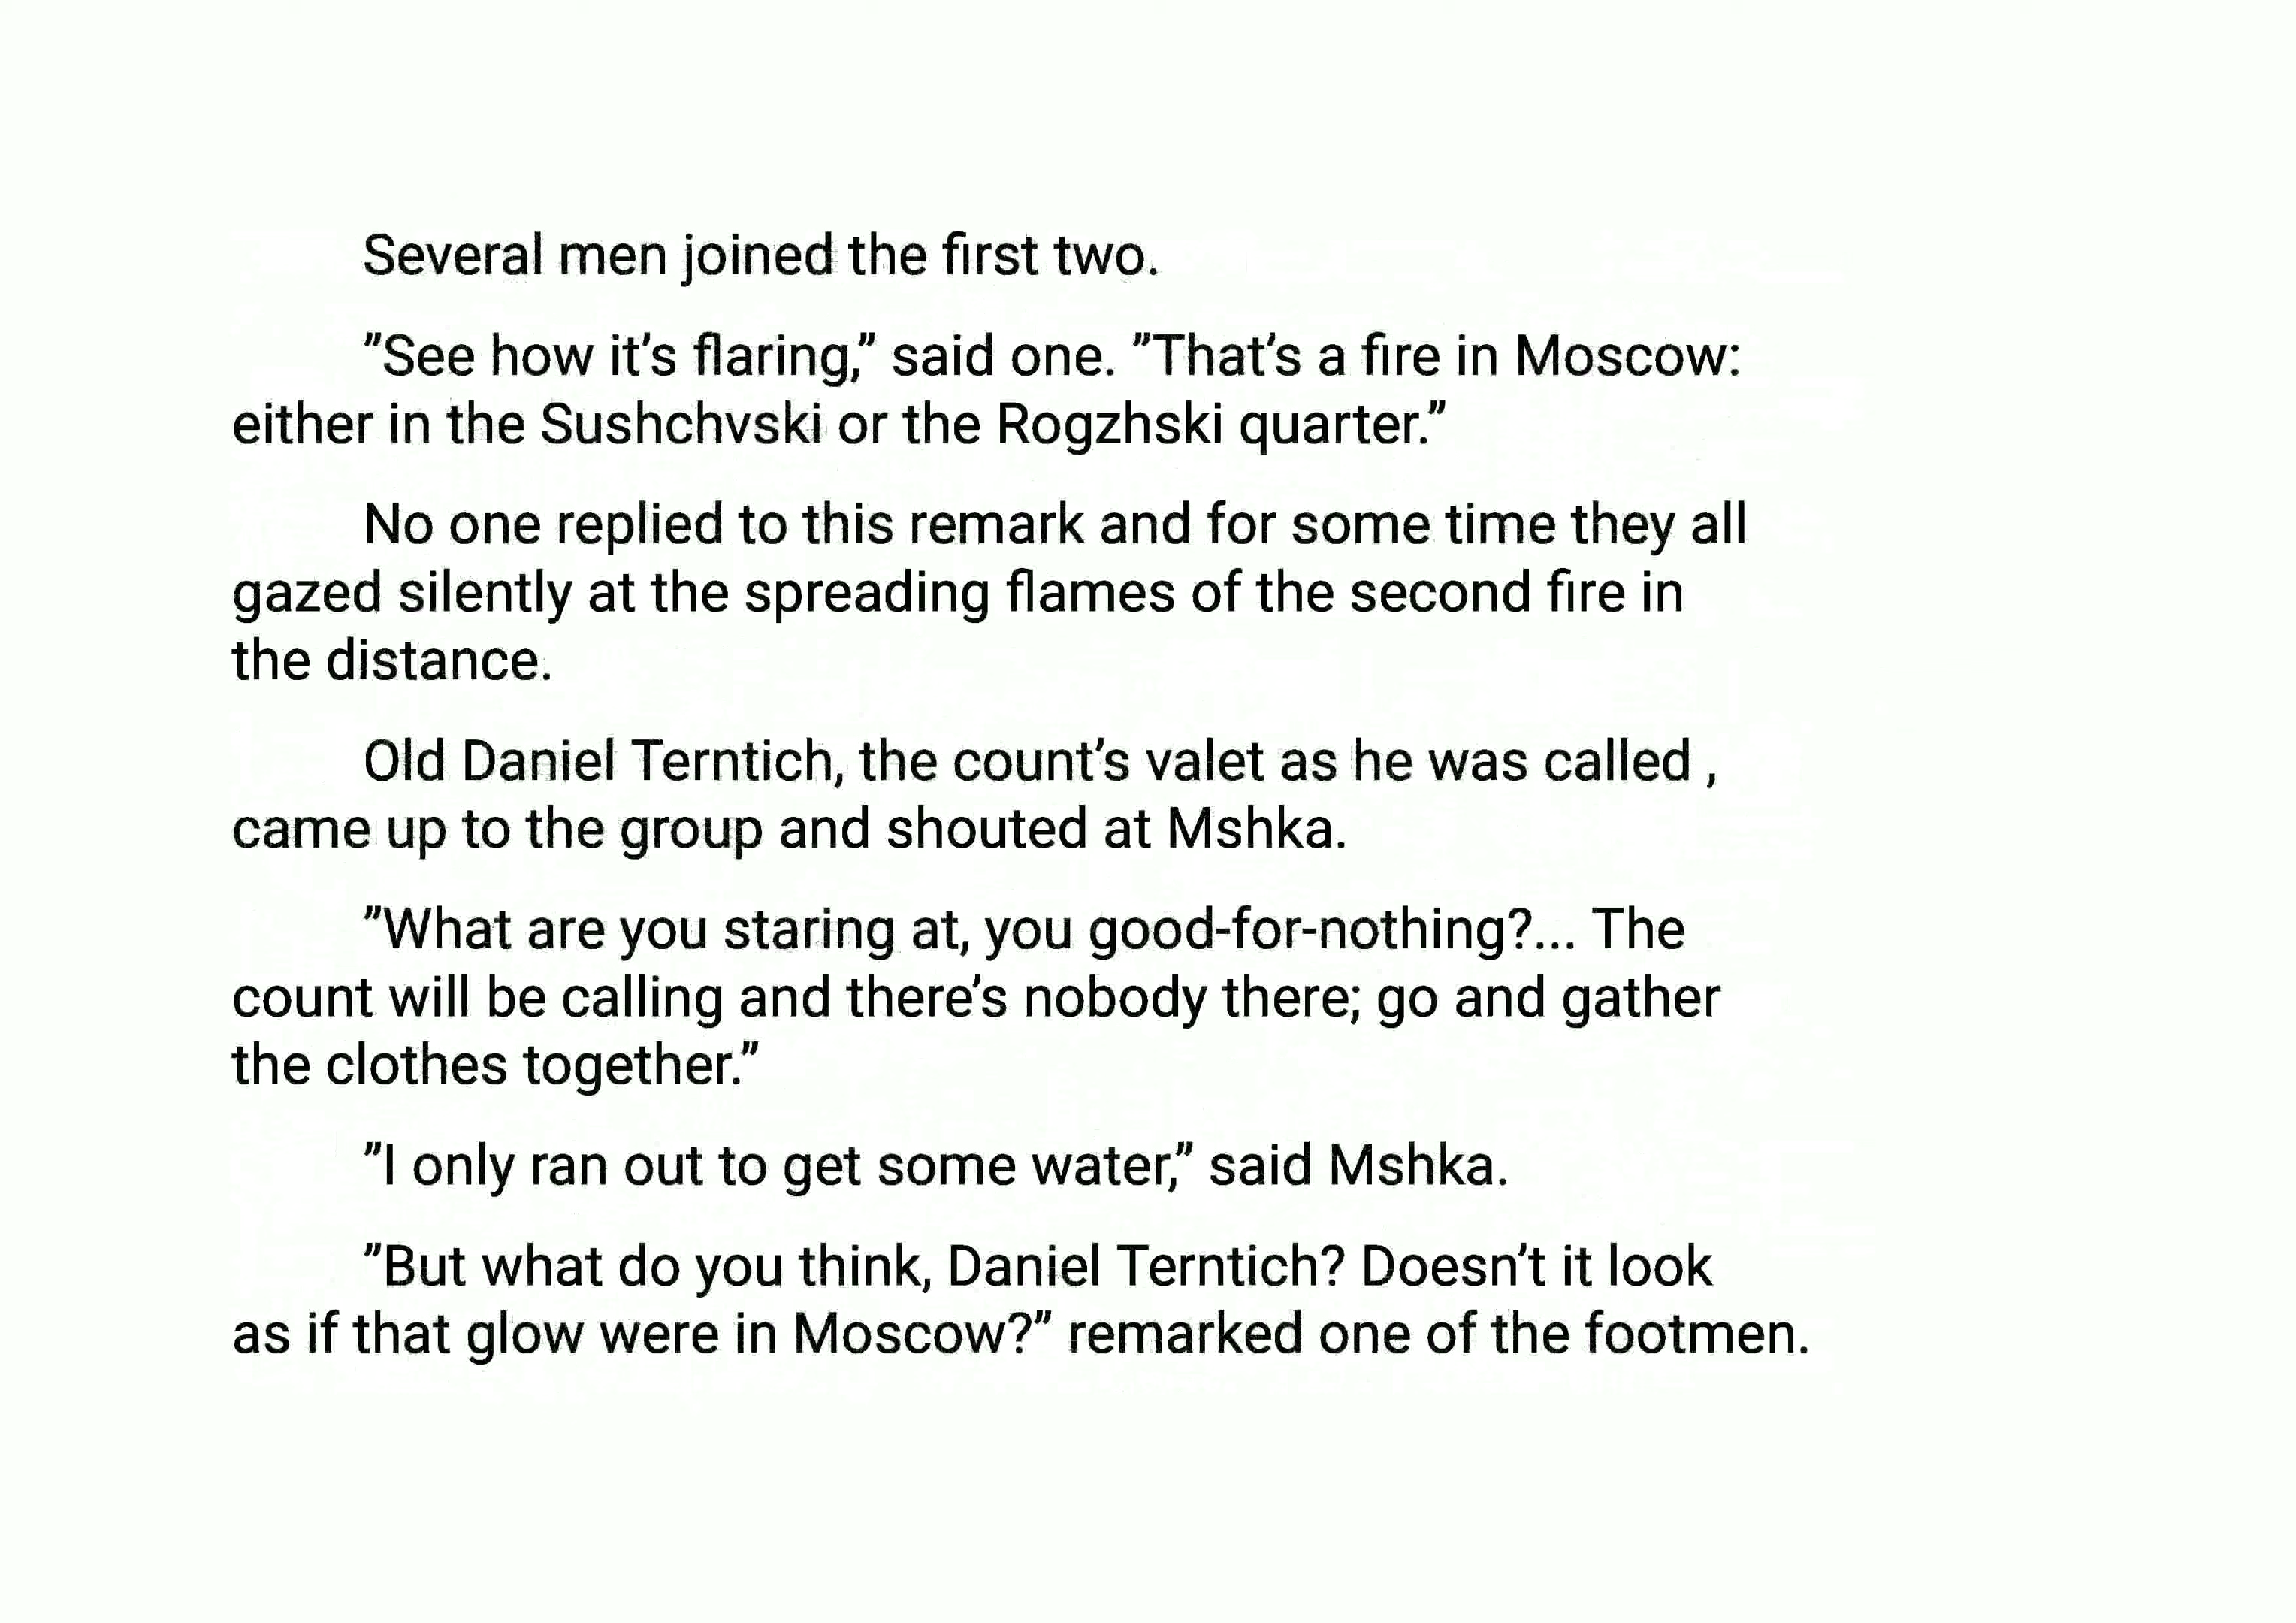 Several men joined the first two.
”See how it’s flaring,” said one. ”That’s a fire in Moscow:
either in the Sushchvski or the Rogzhski quarter.”
No one replied to this remark and for some time they all
gazed silently at the spreading flames of the second fire in
the distance.
Old Daniel Terntich, the count’s valet as he was called ,
came up to the group and shouted at Mshka.
”What are you staring at, you good-for-nothing?... The
count will be calling and there’s nobody there; go and gather
the clothes together.”
”I only ran out to get some water,” said Mshka.
”But what do you think, Daniel Terntich? Doesn’t it look
as if that glow were in Moscow?” remarked one of the footmen.